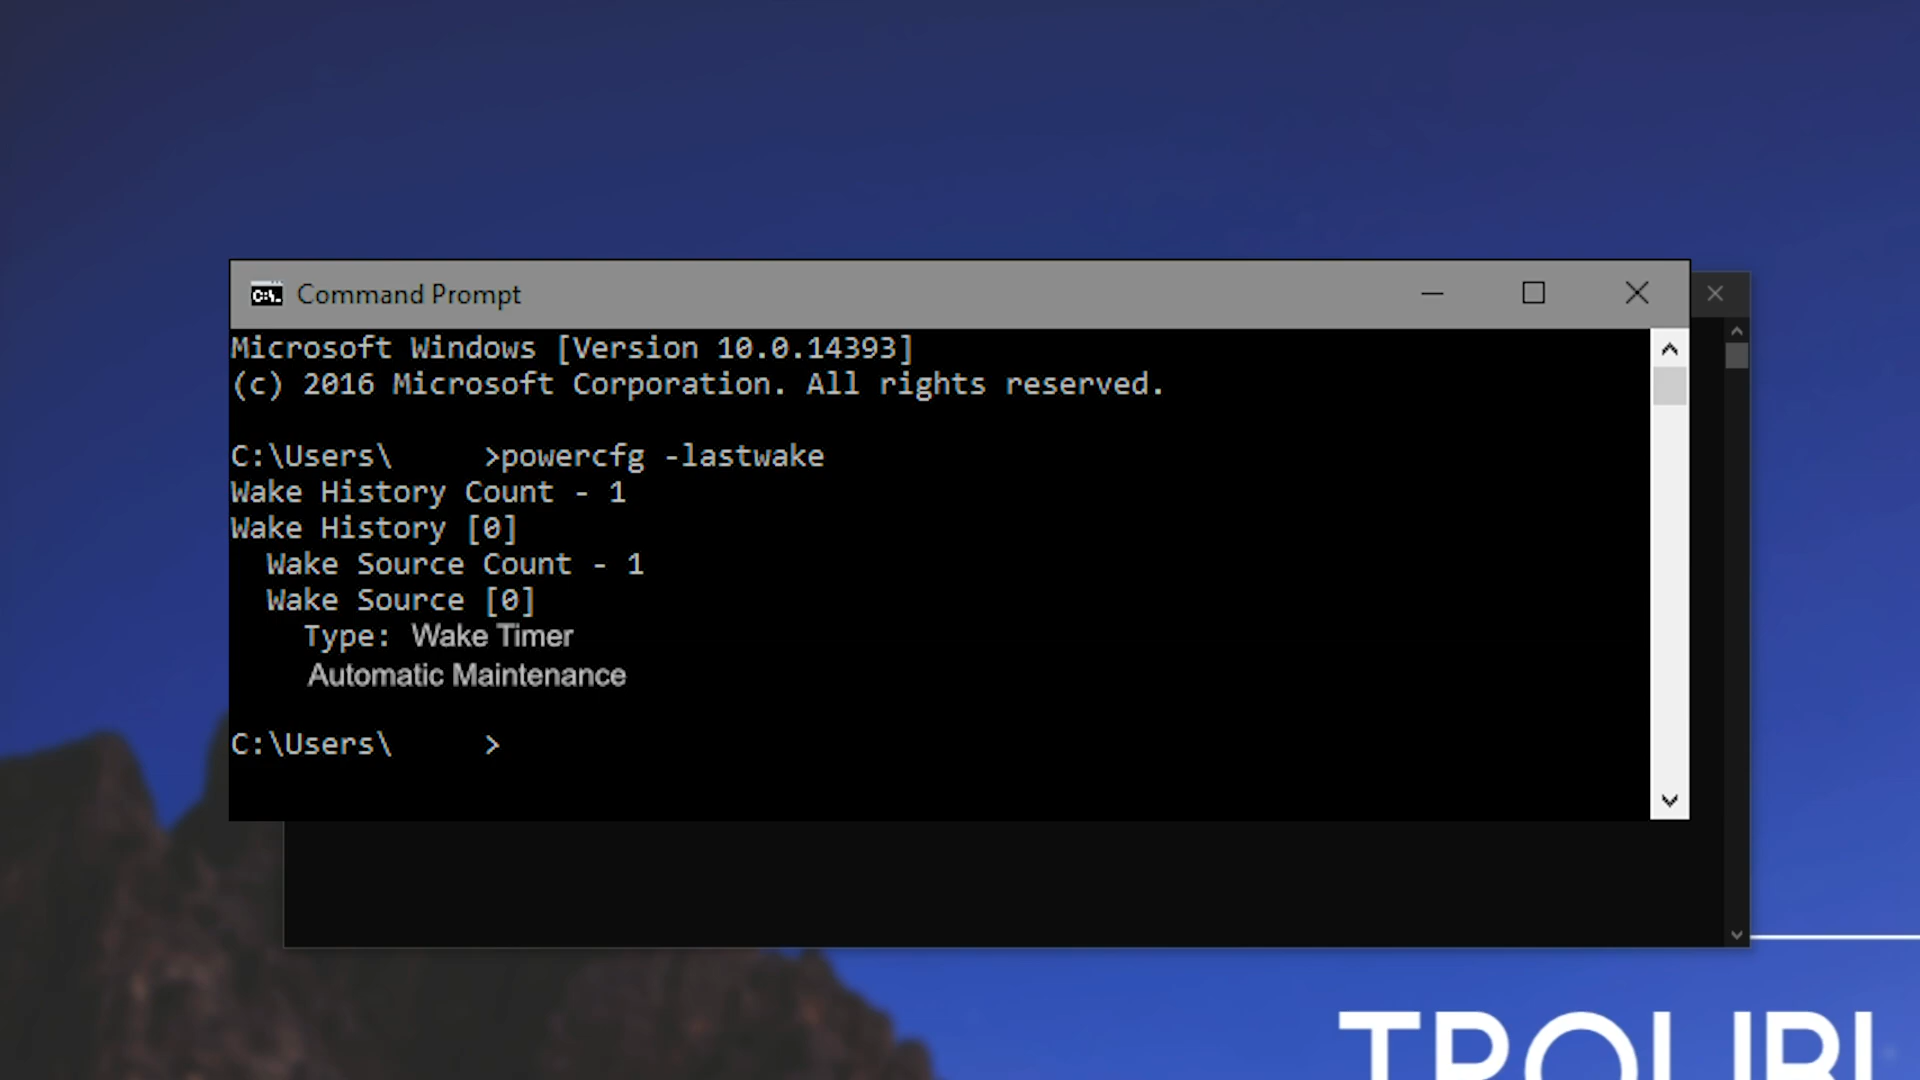 Command Prompt
Microsoft Windows [Version 10.0.14393]
(c) 2016 Microsoft Corporation. All rights reserved.
C:\Users\ >powercfg -lastwake
Wake History Count - 1
Wake History [0]
Wake Source Count - 1
Wake Source [0]
Type: Wake Timer
Automatic Maintenance
C:\Users\ >